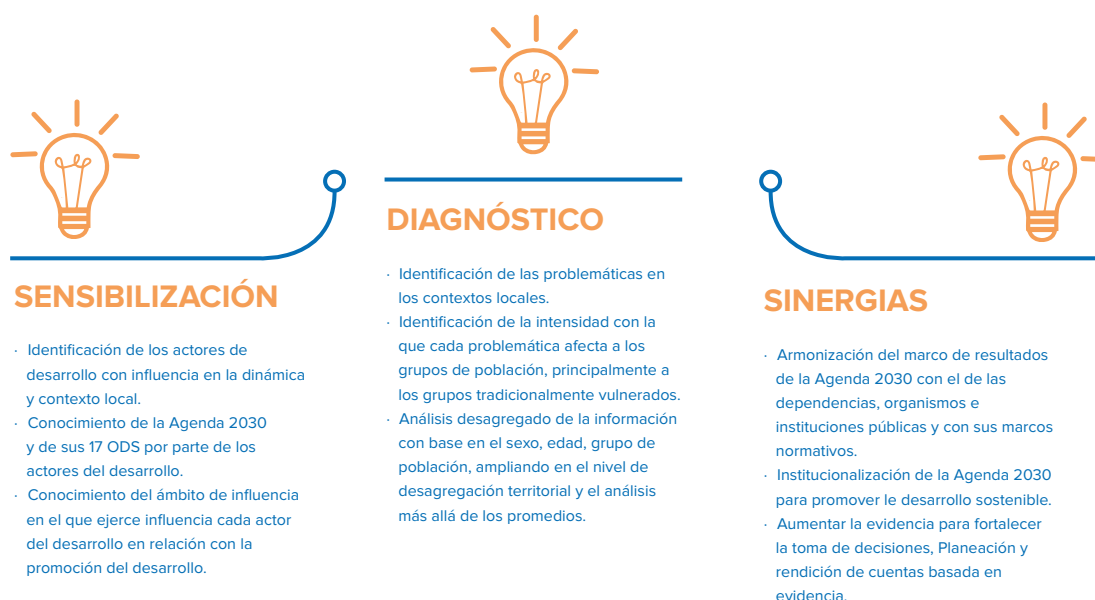 SENSIBILIZACIÓN
· Identificación de los actores de
desarrollo con influencia en la dinámica
y contexto local.
· Conocimiento de la Agenda 2030
y de sus 17 ODS por parte de los
actores del desarrollo.
· Conocimiento del ámbito de influencia
en el que ejerce influencia cada actor
del desarrollo en relación con la
promoción del desarrollo.
DIAGNÓSTICO
· Identificación de las problemáticas en
los contextos locales.
· Identificación de la intensidad con la
que cada problemática afecta a los
grupos de población, principalmente a
los grupos tradicionalmente vulnerados.
· Análisis desagregado de la información
con base en el sexo, edad, grupo de
población, ampliando en el nivel de
desagregación territorial y el análisis
más allá de los promedios.
SINERGIAS
· Armonización del marco de resultados
de la Agenda 2030 con el de las
dependencias, organismos e
instituciones públicas y con sus marcos
normativos.
· Institucionalización de la Agenda 2030
para promover le desarrollo sostenible.
· Aumentar la evidencia para fortalecer
la toma de decisiones, Planeación y
rendición de cuentas basada en
evidencia.